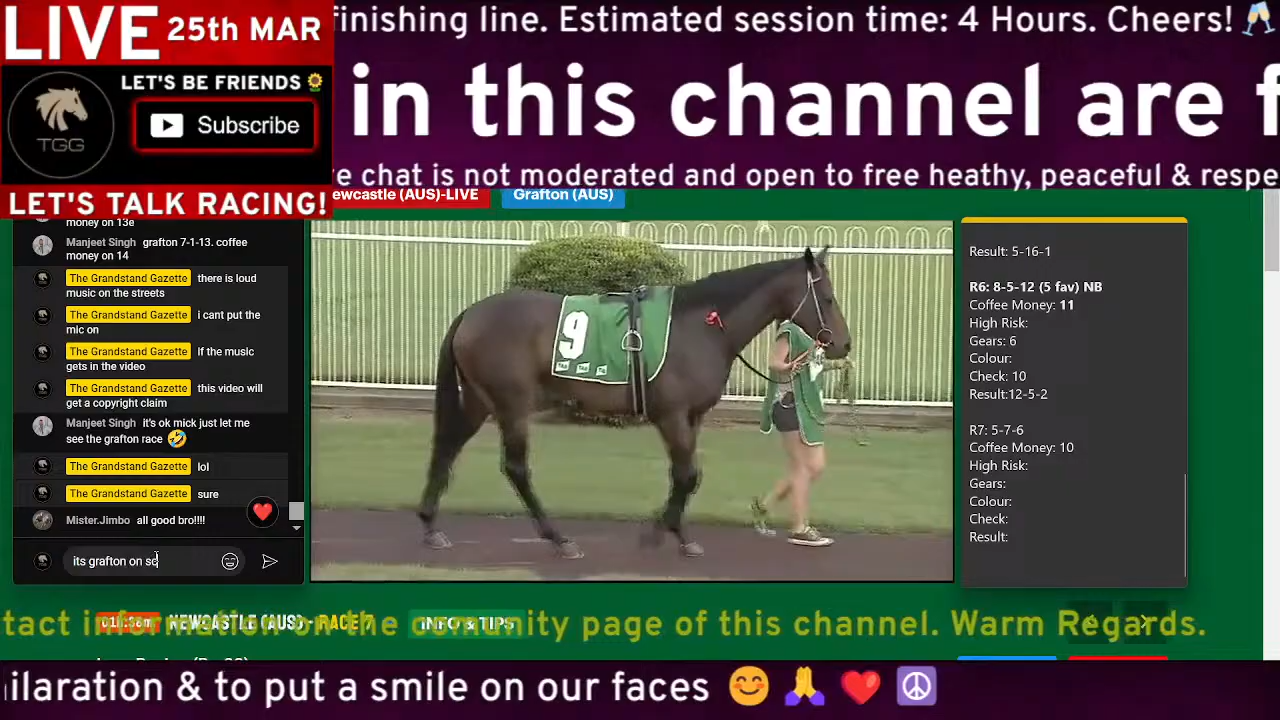 LIVE 25th MAR
finishing line. Estimated session time: 4 Hours. Cheers! 🥂
LET'S BE FRIENDS 🌻
Subscribe
TGG
in this channel are f
e chat is not moderated and open to free heathy, peaceful & respe
LET'S TALK RACING!
ewcastle (AUS)-LIVE
Grafton (AUS)
money on 13e
Manjeet Singh grafton 7-1-13. coffee
money on 14
The Grandstand Gazette there is loud
music on the streets
The Grandstand Gazette i cant put the
mic on
The Grandstand Gazette If the music
gets in the video
The Grandstand Gazette this video will
get a copyright claim
Manjeet Singh it's ok mick just let me
see the grafton race 🤣
The Grandstand Gazette lol
The Grandstand Gazette sure
Mister.Jimbo all good bro!!!!
its grafton on sc
9
Result: 5-16-1
R6: 8-5-12 (5 fav) NB
Coffee Money: 11
High Risk:
Gears: 6
Colour:
Check: 10
Result:12-5-2
R7: 5-7-6
Coffee Money: 10
High Risk:
Gears:
Colour:
Check:
Result:
NEWCASTLE (AUS) - RACE 7
INFO & TIPS
tact information on the comunity page of this channel. Warm Regards.
ilaration & to put a smile on our faces 😊 🙏 ❤️ ☮️